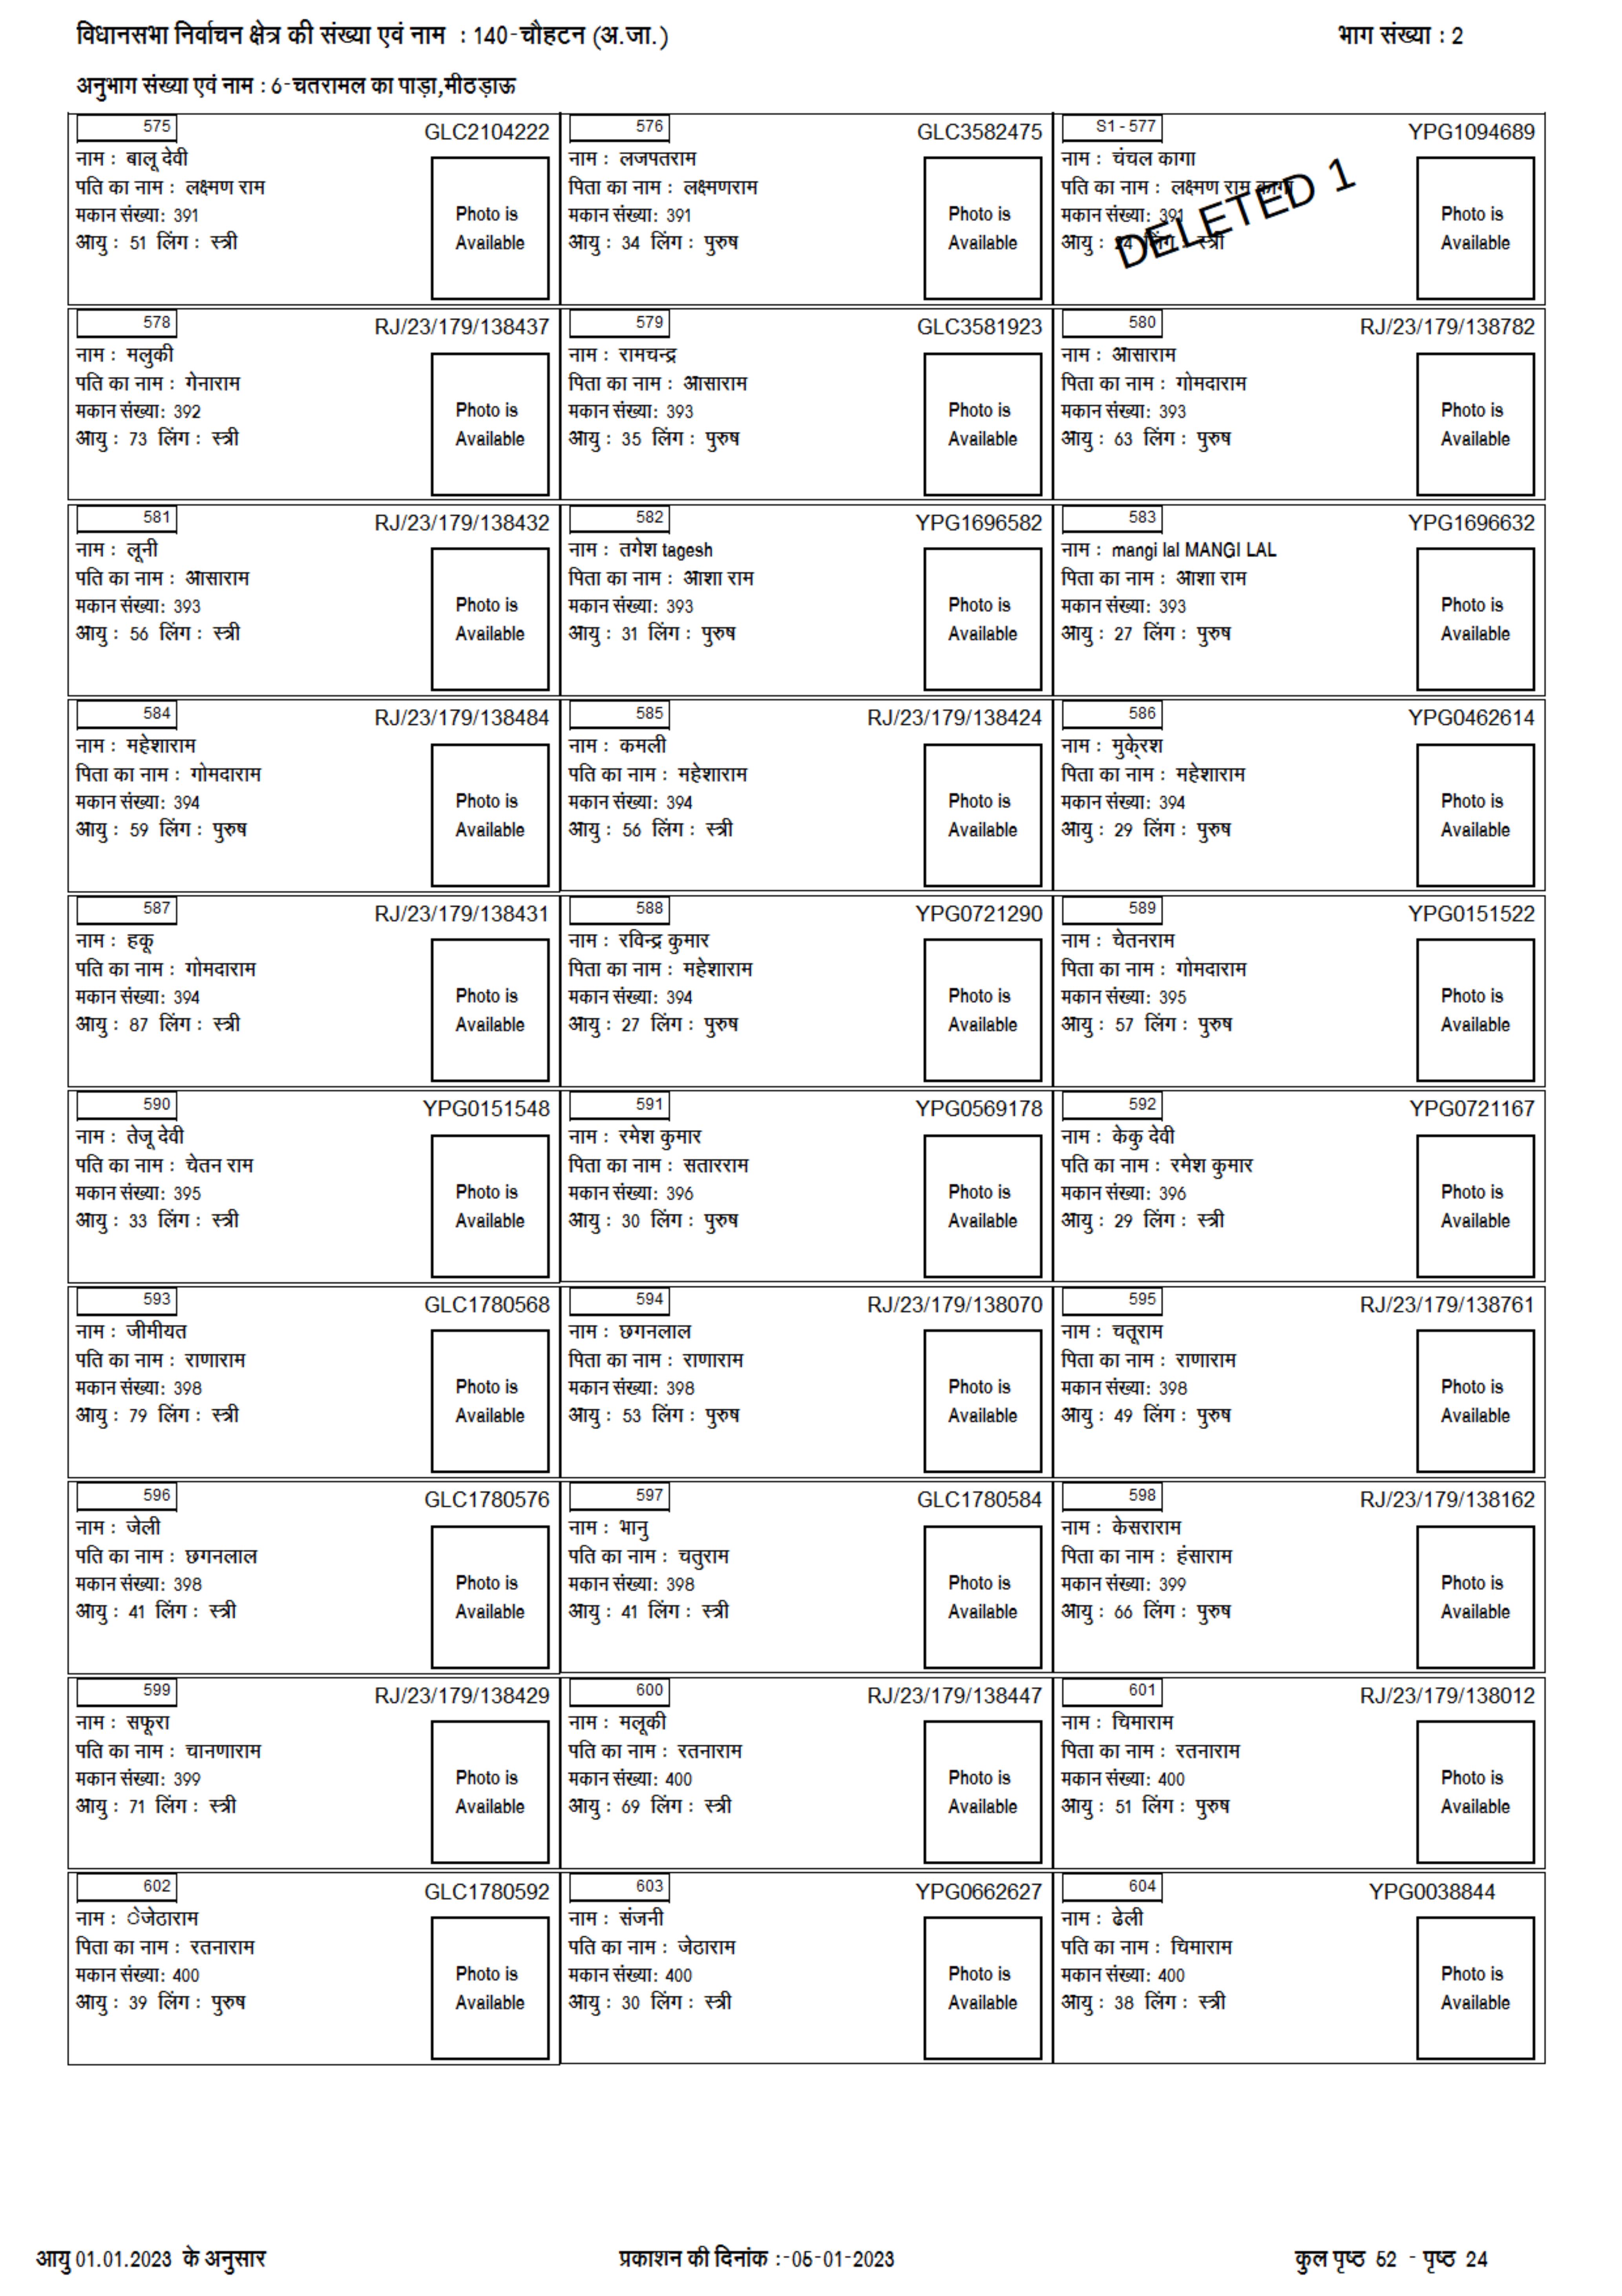 विधानसभा निर्वाचन क्षेत्र की संख्या एवं नाम : 140-चौहटन (अ.जा.) भाग संख्या : 2
अनुभाग संख्या एवं नाम : 6-चतरामल का पाड़ा,मीठड़ाऊ
575 GLC2104222
नाम : बालू देवी
पति का नाम : लक्ष्मण राम
मकान संख्या: 391
आयु : 51 लिंग : स्त्री
Photo is
Available
576 GLC3582475
नाम : लजपतराम
पिता का नाम : लक्ष्मणराम
मकान संख्या: 391
आयु : 34 लिंग : पुरुष
Photo is
Available
S1 - 577 YPG1094689
नाम : चंचल कागा
पति का नाम : लक्ष्मण राम कागा
मकान संख्या: 391
आयु : 24 लिंग : स्त्री
DELETED 1
Photo is
Available
578 RJ/23/179/138437
नाम : मलुकी
पति का नाम : गेनाराम
मकान संख्या: 392
आयु : 73 लिंग : स्त्री
Photo is
Available
579 GLC3581923
नाम : रामचन्द्र
पिता का नाम : आसाराम
मकान संख्या: 393
आयु : 35 लिंग : पुरुष
Photo is
Available
580 RJ/23/179/138782
नाम : आसाराम
पिता का नाम : गोमदाराम
मकान संख्या: 393
आयु : 63 लिंग : पुरुष
Photo is
Available
581 RJ/23/179/138432
नाम : लूनी
पति का नाम : आसाराम
मकान संख्या: 393
आयु : 56 लिंग : स्त्री
Photo is
Available
582 YPG1696582
नाम : तगेश tagesh
पिता का नाम : आशा राम
मकान संख्या: 393
आयु : 31 लिंग : पुरुष
Photo is
Available
583 YPG1696632
नाम : mangi lal MANGI LAL
पिता का नाम : आशा राम
मकान संख्या: 393
आयु : 27 लिंग : पुरुष
Photo is
Available
584 RJ/23/179/138484
नाम : महेशाराम
पिता का नाम : गोमदाराम
मकान संख्या: 394
आयु : 59 लिंग : पुरुष
Photo is
Available
585 RJ/23/179/138424
नाम : कमली
पति का नाम : महेशाराम
मकान संख्या: 394
आयु : 56 लिंग : स्त्री
Photo is
Available
586 YPG0462614
नाम : मुके्रश
पिता का नाम : महेशाराम
मकान संख्या: 394
आयु : 29 लिंग : पुरुष
Photo is
Available
587 RJ/23/179/138431
नाम : हकू
पति का नाम : गोमदाराम
मकान संख्या: 394
आयु : 87 लिंग : स्त्री
Photo is
Available
588 YPG0721290
नाम : रविन्द्र कुमार
पिता का नाम : महेशाराम
मकान संख्या: 394
आयु : 27 लिंग : पुरुष
Photo is
Available
589 YPG0151522
नाम : चेतनराम
पिता का नाम : गोमदाराम
मकान संख्या: 395
आयु : 57 लिंग : पुरुष
Photo is
Available
590 YPG0151548
नाम : तेजू देवी
पति का नाम : चेतन राम
मकान संख्या: 395
आयु : 33 लिंग : स्त्री
Photo is
Available
591 YPG0569178
नाम : रमेश कुमार
पिता का नाम : सतारराम
मकान संख्या: 396
आयु : 30 लिंग : पुरुष
Photo is
Available
592 YPG0721167
नाम : केकु देवी
पति का नाम : रमेश कुमार
मकान संख्या: 396
आयु : 29 लिंग : स्त्री
Photo is
Available
593 GLC1780568
नाम : जीमीयत
पति का नाम : राणाराम
मकान संख्या: 398
आयु : 79 लिंग : स्त्री
Photo is
Available
594 RJ/23/179/138070
नाम : छगनलाल
पिता का नाम : राणाराम
मकान संख्या: 398
आयु : 53 लिंग : पुरुष
Photo is
Available
595 RJ/23/179/138761
नाम : चतूराम
पिता का नाम : राणाराम
मकान संख्या: 398
आयु : 49 लिंग : पुरुष
Photo is
Available
596 GLC1780576
नाम : जेली
पति का नाम : छगनलाल
मकान संख्या: 398
आयु : 41 लिंग : स्त्री
Photo is
Available
597 GLC1780584
नाम : भानु
पति का नाम : चतुराम
मकान संख्या: 398
आयु : 41 लिंग : स्त्री
Photo is
Available
598 RJ/23/179/138162
नाम : केसराराम
पिता का नाम : हंसाराम
मकान संख्या: 399
आयु : 66 लिंग : पुरुष
Photo is
Available
599 RJ/23/179/138429
नाम : सफूरा
पति का नाम : चानणाराम
मकान संख्या: 399
आयु : 71 लिंग : स्त्री
Photo is
Available
600 RJ/23/179/138447
नाम : मलूकी
पति का नाम : रतनाराम
मकान संख्या: 400
आयु : 69 लिंग : स्त्री
Photo is
Available
601 RJ/23/179/138012
नाम : चिमाराम
पिता का नाम : रतनाराम
मकान संख्या: 400
आयु : 51 लिंग : पुरुष
Photo is
Available
602 GLC1780592
नाम : ेजेठाराम
पिता का नाम : रतनाराम
मकान संख्या: 400
आयु : 39 लिंग : पुरुष
Photo is
Available
603 YPG0662627
नाम : संजनी
पति का नाम : जेठाराम
मकान संख्या: 400
आयु : 30 लिंग : स्त्री
Photo is
Available
604 YPG0038844
नाम : ढेली
पति का नाम : चिमाराम
मकान संख्या: 400
आयु : 38 लिंग : स्त्री
Photo is
Available
आयु 01.01.2023 के अनुसार प्रकाशन की दिनांक :-05-01-2023 कुल पृष्ठ 52 - पृष्ठ 24